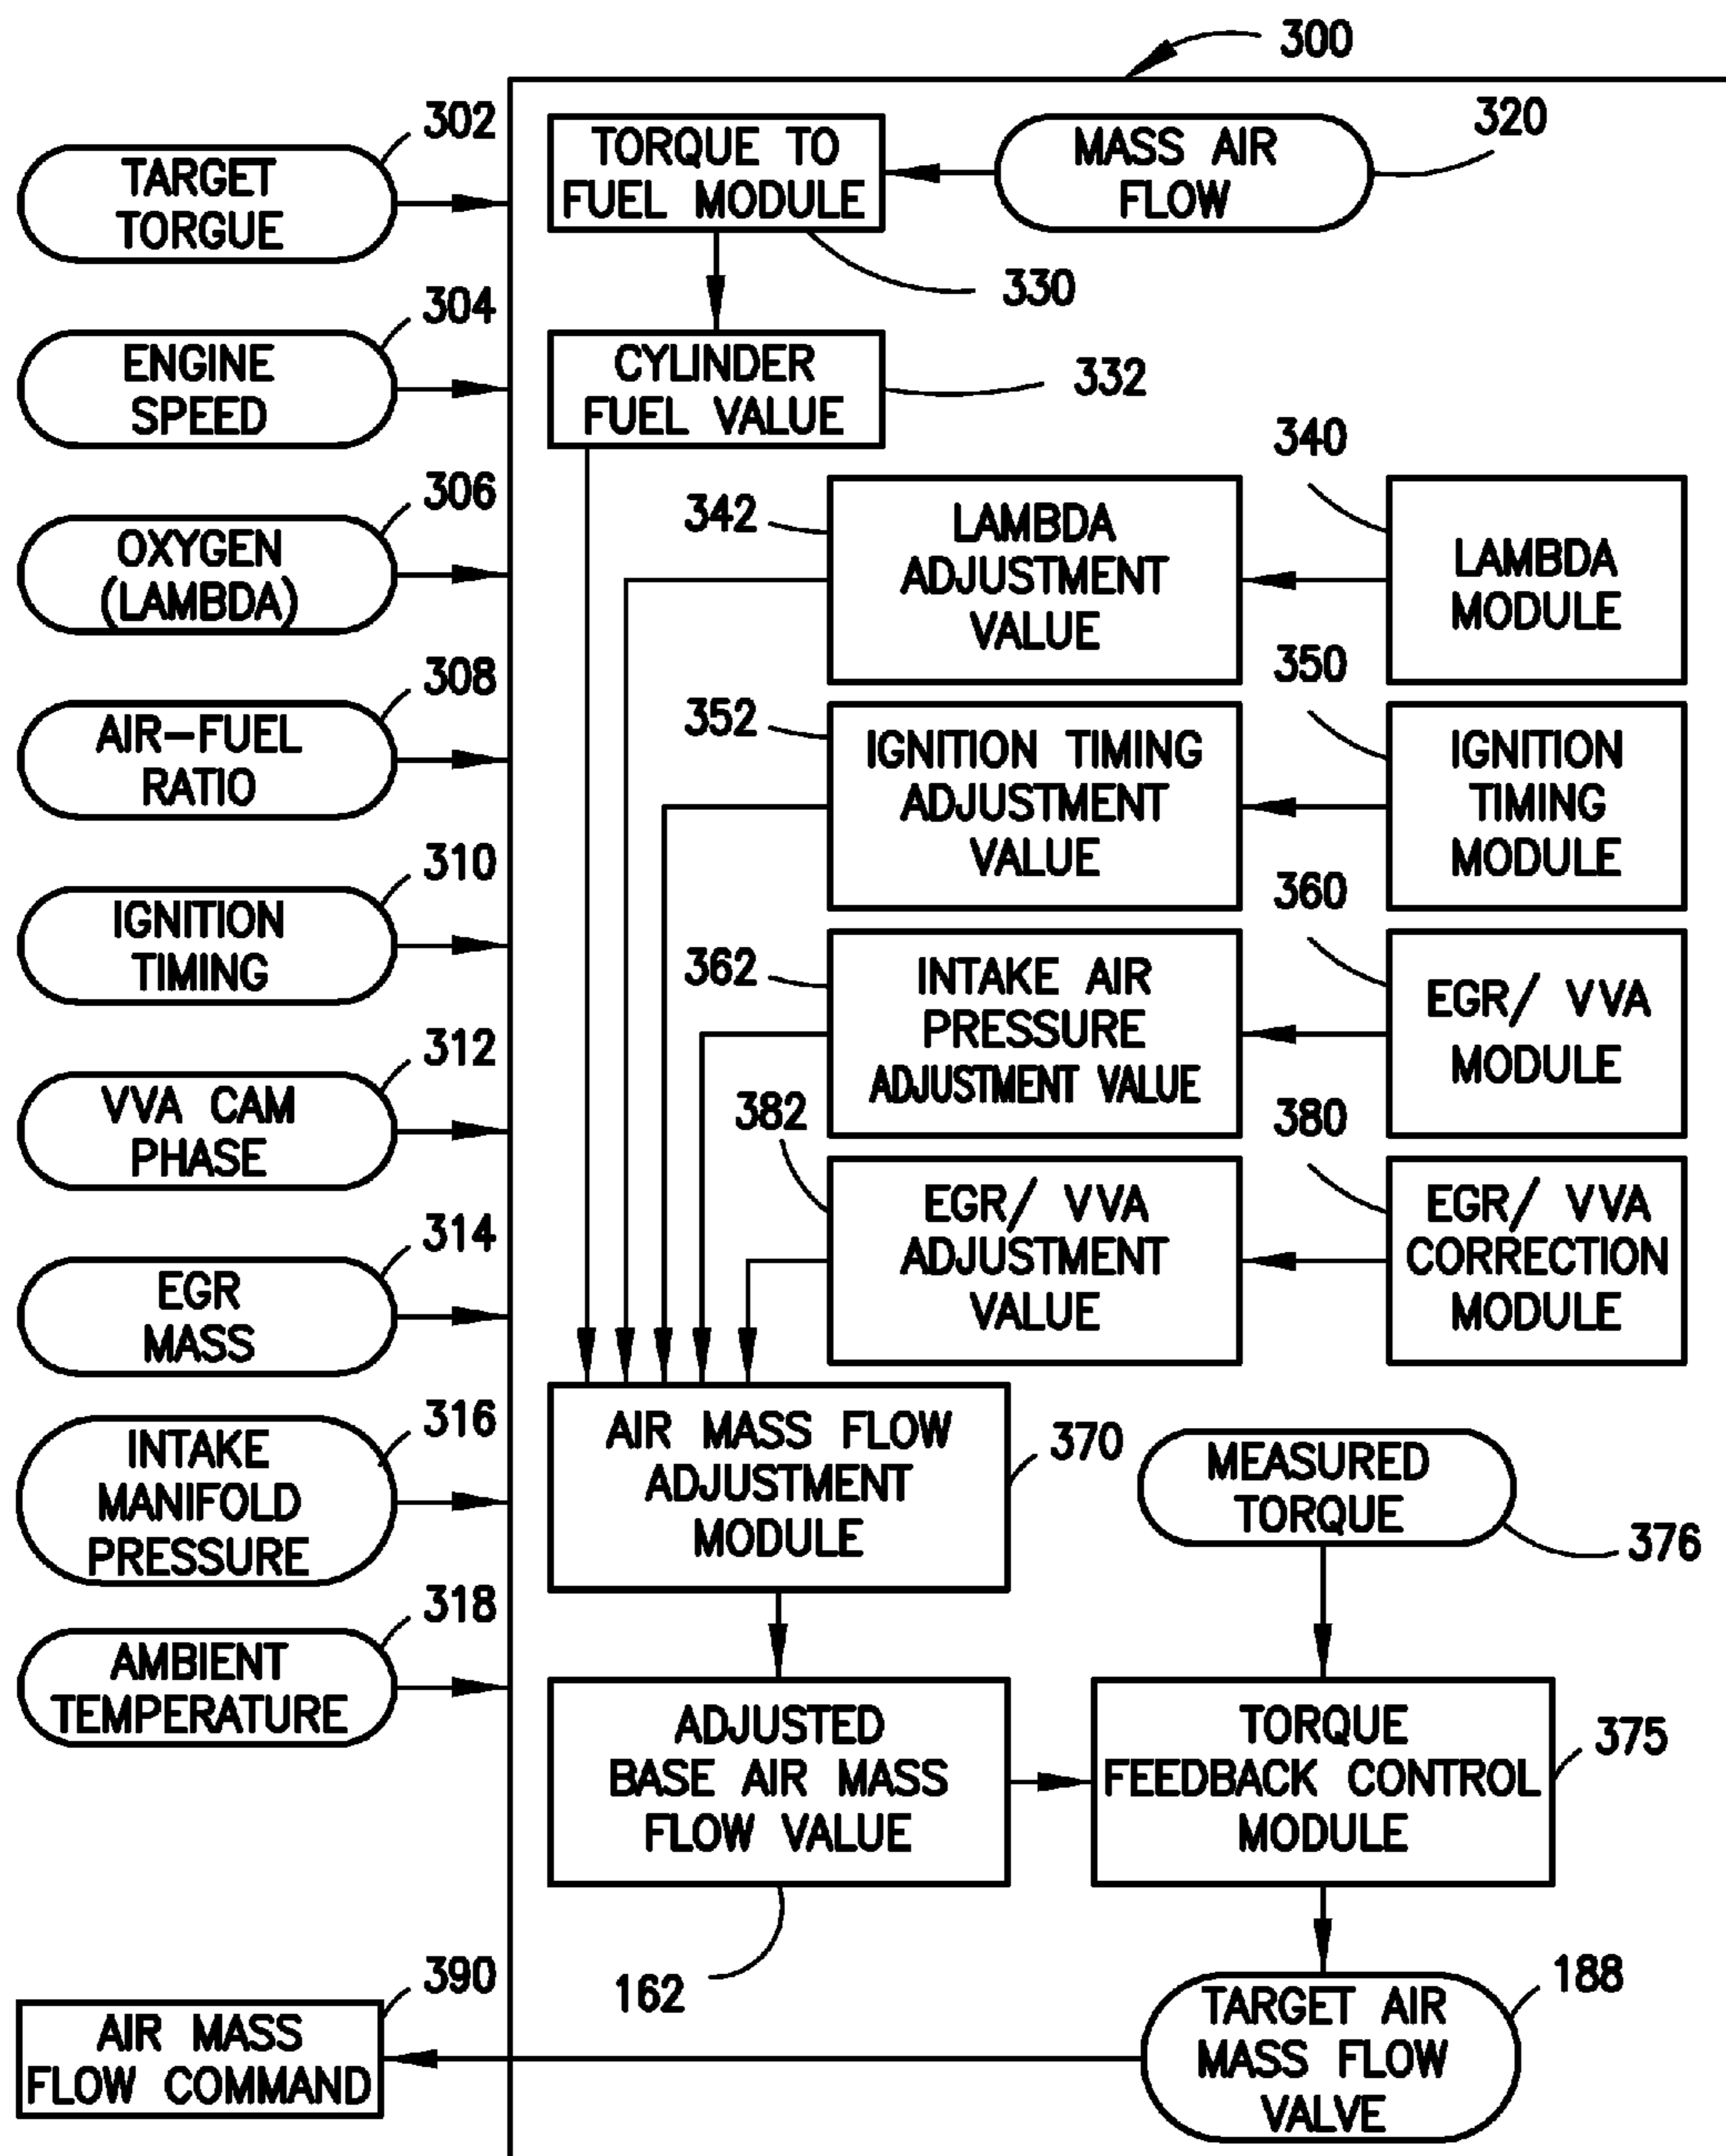 300
302
TARGET
TORGUE
304
ENGINE
SPEED
306
OXYGEN
(LAMBDA)
308
AIR-FUEL
RATIO
310
IGNITION
TIMING
312
VVA CAM
PHASE
314
EGR
MASS
316
INTAKE
MANIFOLD
PRESSURE
318
AMBIENT
TEMPERATURE
390
AIR MASS
FLOW COMMAND
TORQUE TO
FUEL MODULE
MASS AIR
FLOW
320
330
CYLINDER
FUEL VALUE
332
340
342
LAMBDA
ADJUSTMENT
VALUE
LAMBDA
MODULE
350
352
IGNITION TIMING
ADJUSTMENT
VALUE
IGNITION
TIMING
MODULE
360
362
INTAKE AIR
PRESSURE
ADJUSTMENT VALUE
EGR/ VVA
MODULE
382
380
EGR/ VVA
ADJUSTMENT
VALUE
EGR/ VVA
CORRECTION
MODULE
AIR MASS FLOW
ADJUSTMENT
MODULE
370
MEASURED
TORQUE
376
ADJUSTED
BASE AIR MASS
FLOW VALUE
162
TORQUE
FEEDBACK CONTROL
MODULE
375
188
TARGET AIR
MASS FLOW
VALVE